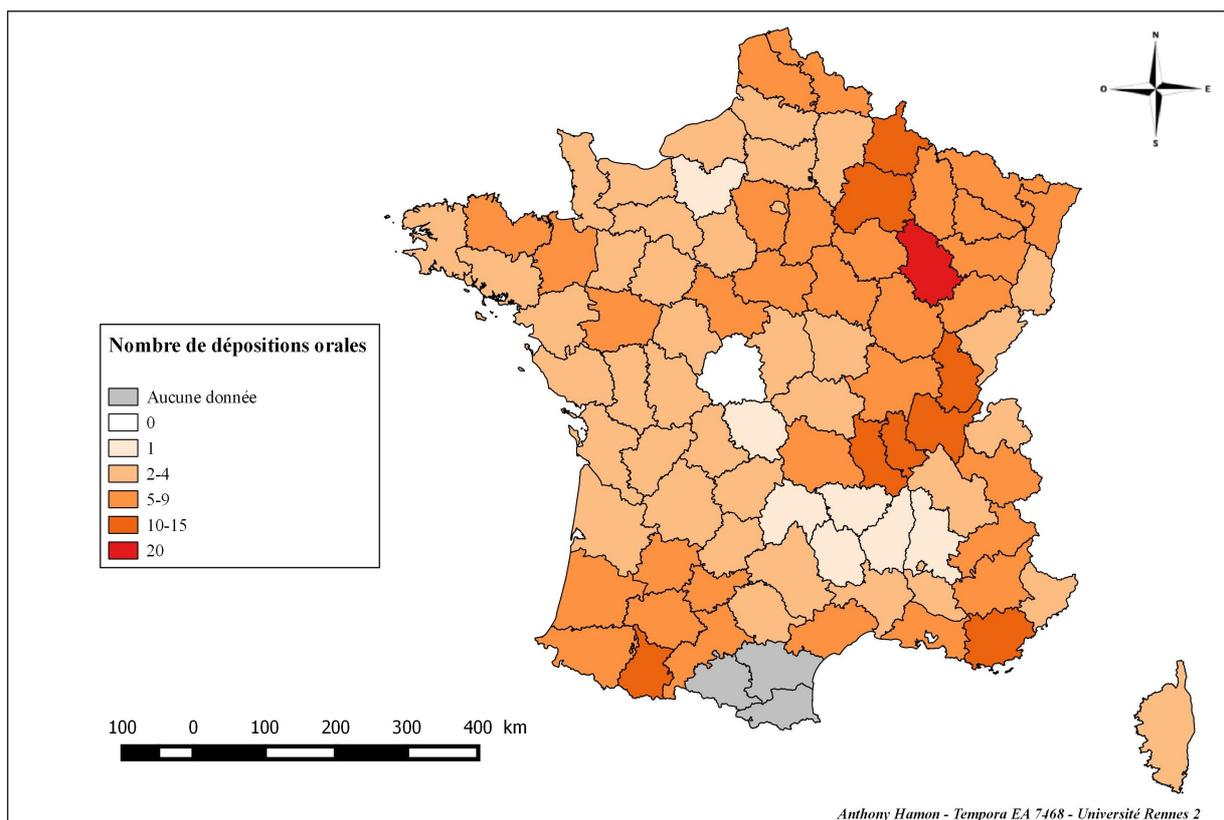 N
O E
S
Nombre de dépositions orales
Aucune donnée
0
1
2-4
5-9
10-15
20
100 0 100 200 300 400 km
Anthony Hamon - Tempora EA 7468 - Université Rennes 2